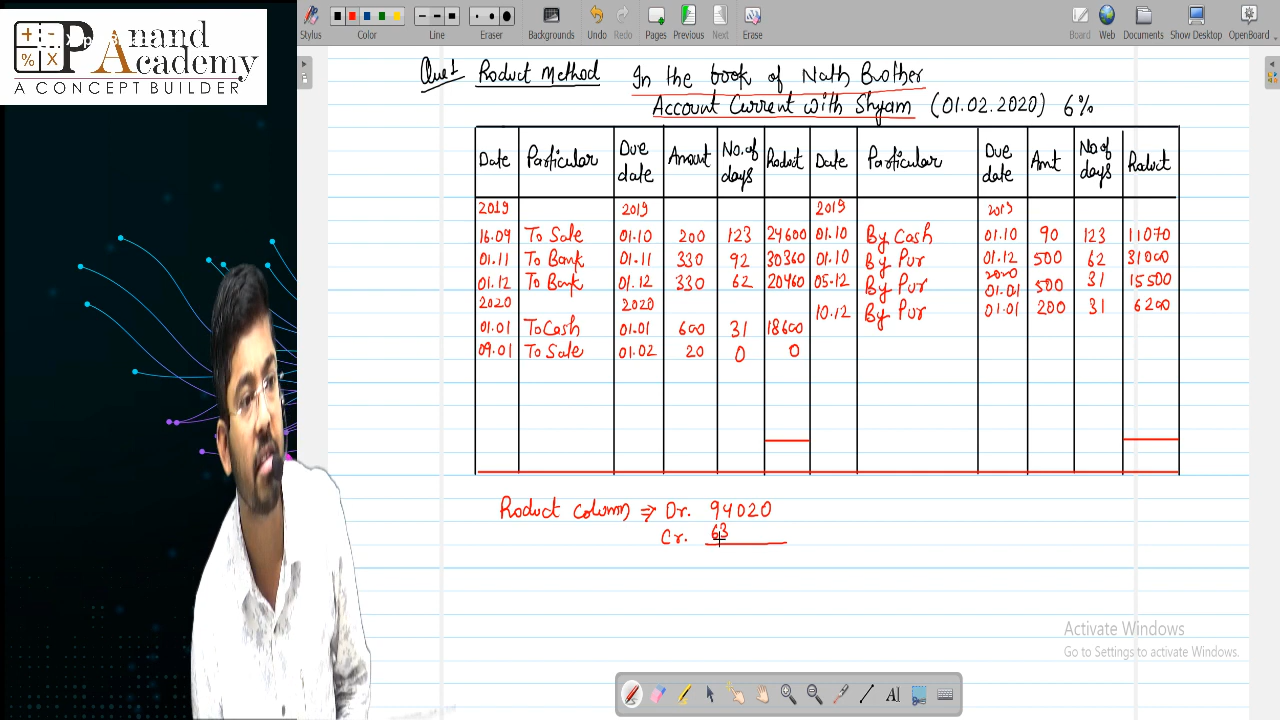 Stylus Color Line Eraser Backgrounds Undo Redo Pages Previous Next Erase Board Web Documents Show Desktop OpenBoard
P Anand Academy
A CONCEPT BUILDER
Que 1 Product Method In the book of Nath Brother
Account Current with Shyam (01.02.2020) 6%
Date Particular Due date Amount No. of days Product Date Particular Due date Amt No of days Product
2019 2019 2019 2019
16.09 To Sale 01.10 200 123 24600 01.10 By Cash 01.10 90 123 11070
01.11 To Bank 01.11 330 92 30360 01.10 By Pur 01.12 500 62 31000
2020
01.12 To Bank 01.12 330 62 20460 05.12 By Pur 01.01 500 31 15500
2020 2020 10.12 By Pur 01.01 200 31 6200
01.01 To Cash 01.01 600 31 18600
09.01 To Sale 01.02 20 0 0
Product column ⇒ Dr. 94020
Cr. 63
Activate Windows
Go to Settings to activate Windows.